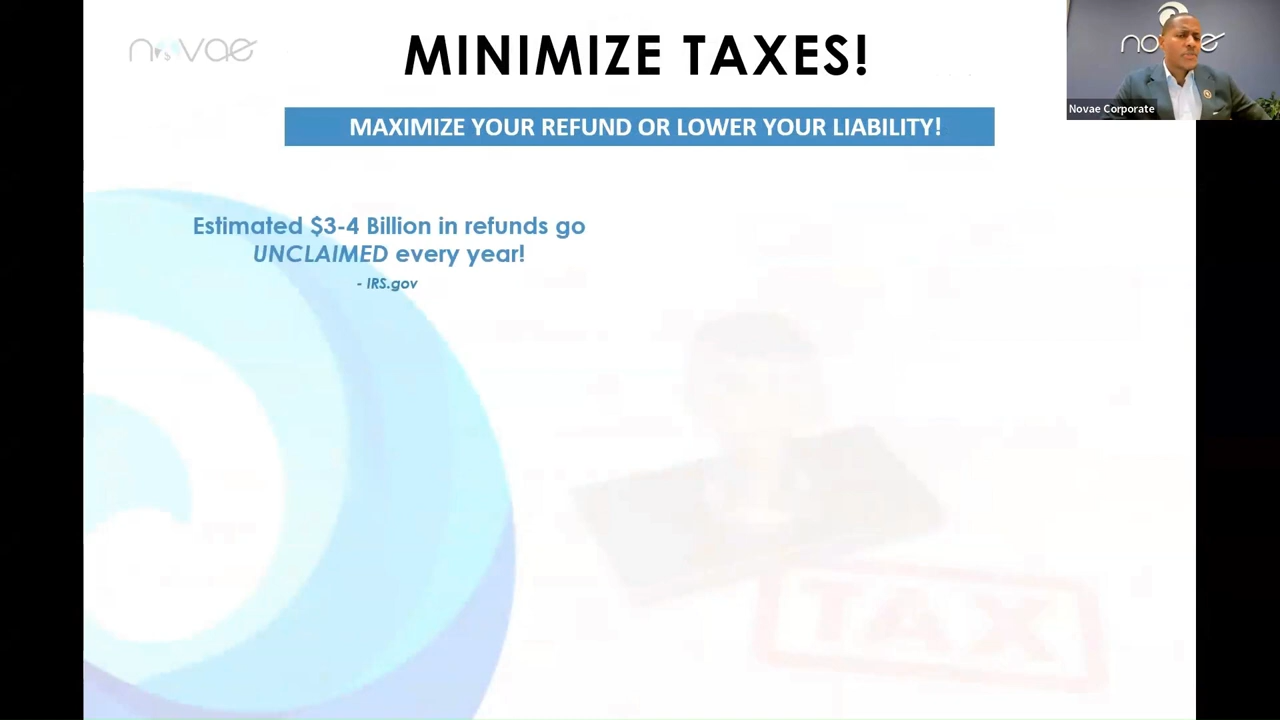 novae
MINIMIZE TAXES!
novae
Novae Corporate
MAXIMIZE YOUR REFUND OR LOWER YOUR LIABILITY!
Estimated $3-4 Billion in refunds go
UNCLAIMED every year!
- IRS.gov
TAX